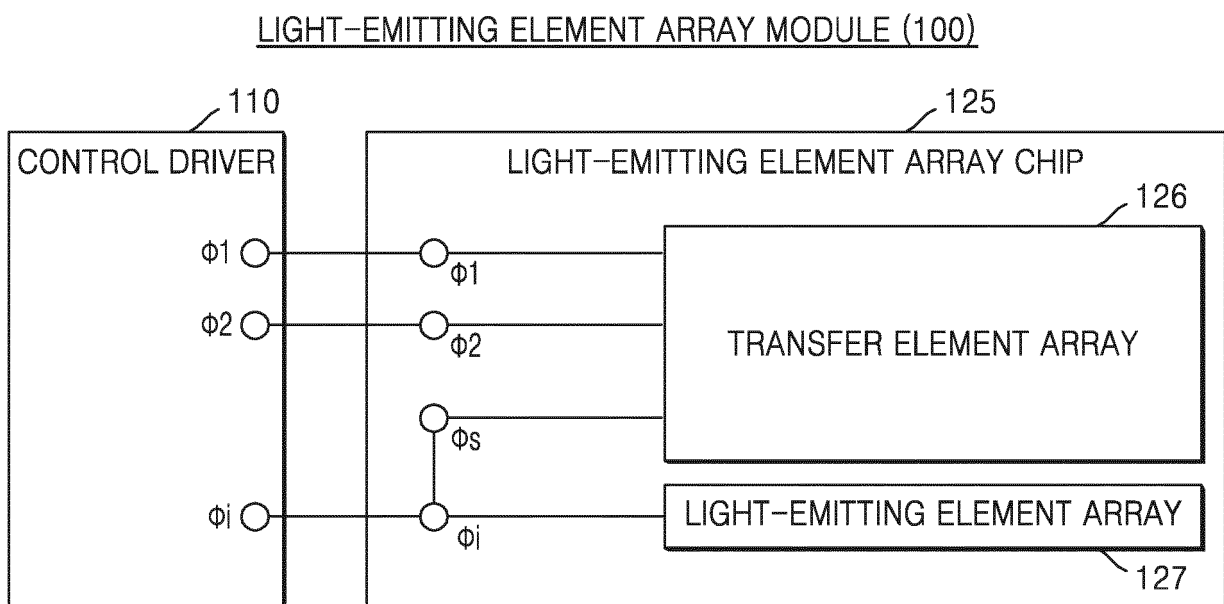 LIGHT-EMITTING ELEMENT ARRAY MODULE (100)
110
125
CONTROL DRIVER
LIGHT-EMITTING ELEMENT ARRAY CHIP
126
Φ1
Φ1
Φ2
Φ2
TRANSFER ELEMENT ARRAY
Φs
Φi
Φi
LIGHT-EMITTING ELEMENT ARRAY
127